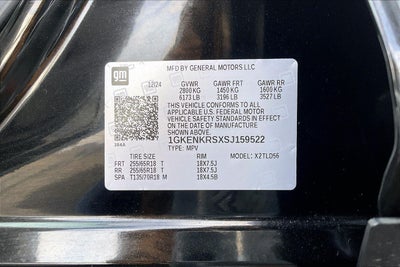 gm
MFD BY GENERAL MOTORS LLC
12/24 GVWR GAWR FRT GAWR RR
2800 KG 1450 KG 1600 KG
6173 LB 3196 LB 3527 LB
THIS VEHICLE CONFORMS TO ALL
APPLICABLE U.S. FEDERAL MOTOR
VEHICLE SAFETY STANDARDS IN EFFECT
ON THE DATE OF MANUFACTURE SHOWN ABOVE.
1GKENKRSXSJ159522
TYPE: MPV
TIRE SIZE RIM MODEL: X2TLD56
FRT 255/65R18 T 18X7.5J
RR 255/65R18 T 18X7.5J
SPA T135/70R18 M 18X4.5B